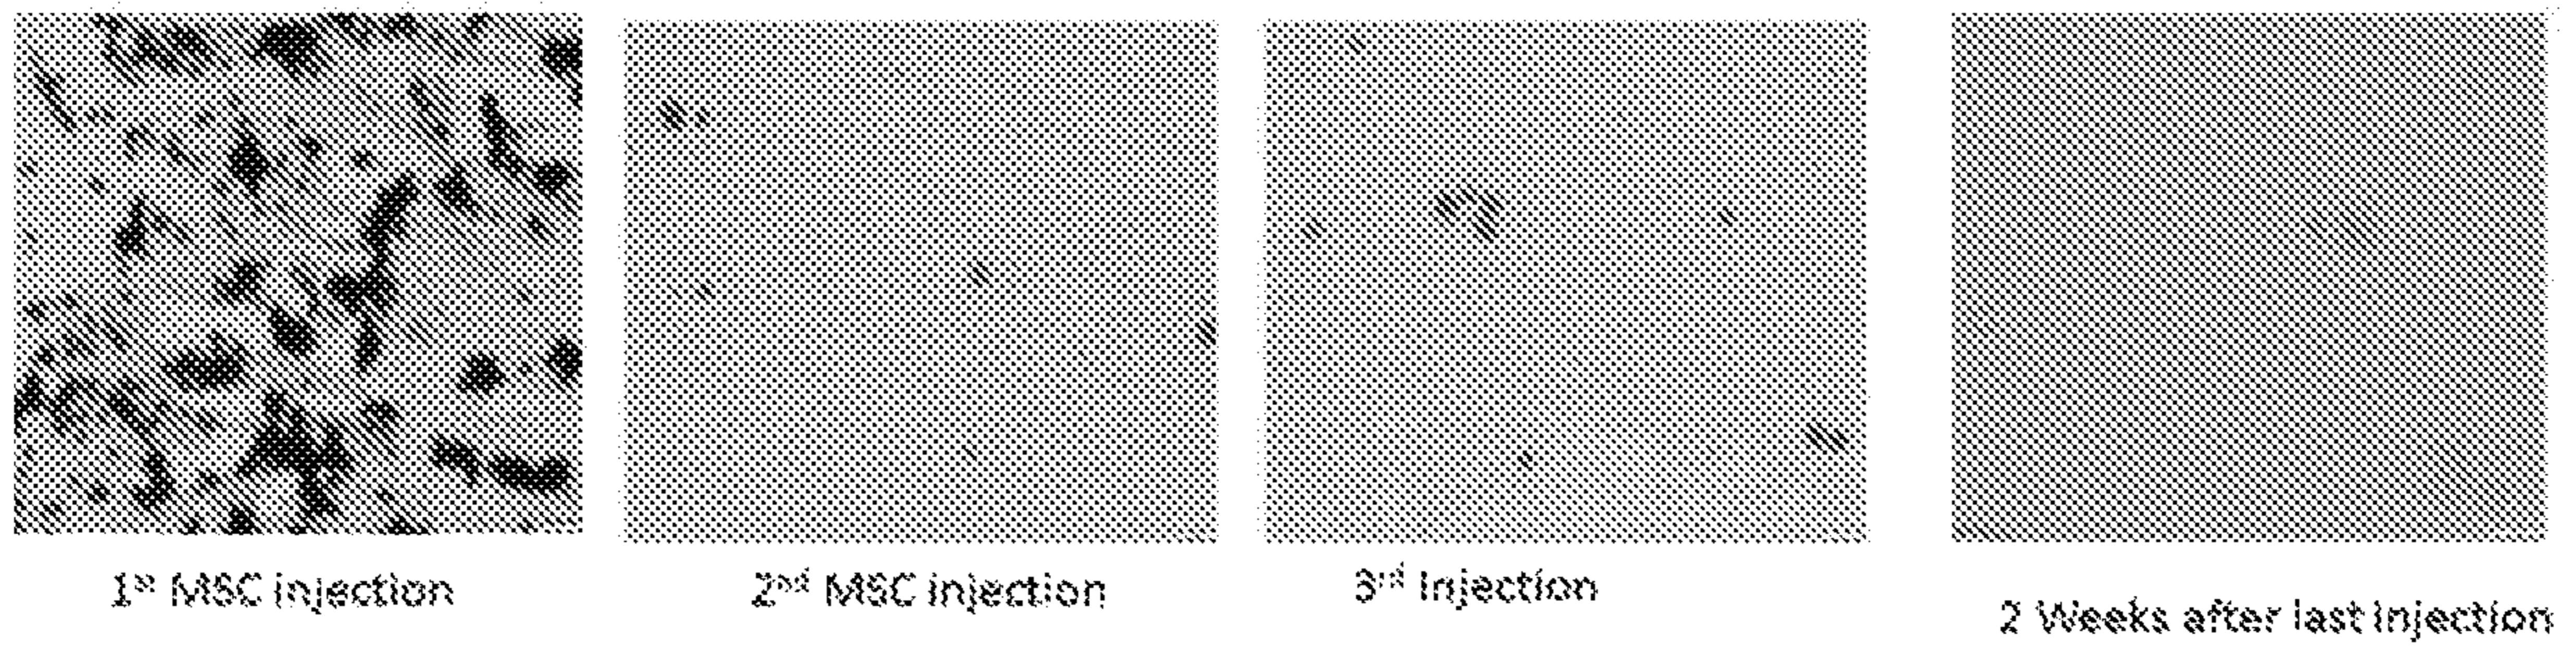 1st MSC injection
2nd MSC injection
3rd Injection
2 Weeks after last injection